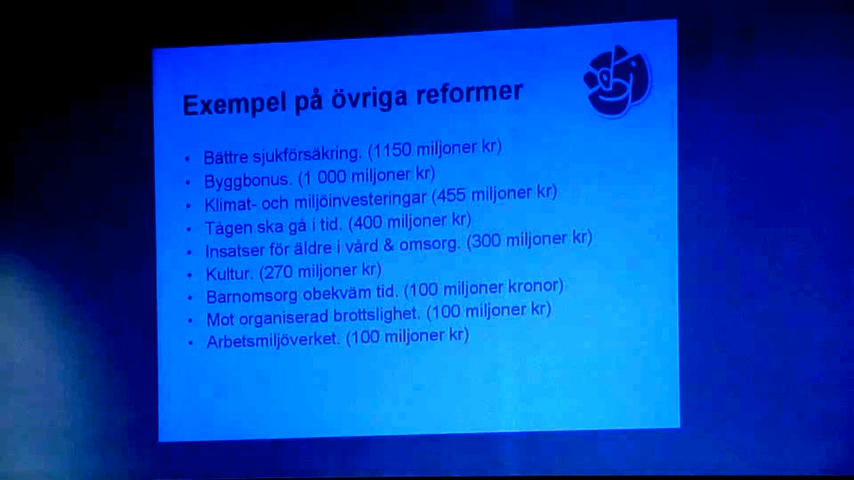 Exempel på övriga reformer
• Bättre sjukförsäkring. (1150 miljoner kr)
• Byggbonus. (1 000 miljoner kr)
• Klimat- och miljöinvesteringar (455 miljoner kr)
• Tågen ska gå i tid. (400 miljoner kr)
• Insatser för äldre i vård & omsorg. (300 miljoner kr)
• Kultur. (270 miljoner kr)
• Barnomsorg obekväm tid. (100 miljoner kronor)
• Mot organiserad brottslighet. (100 miljoner kr)
• Arbetsmiljöverket. (100 miljoner kr)